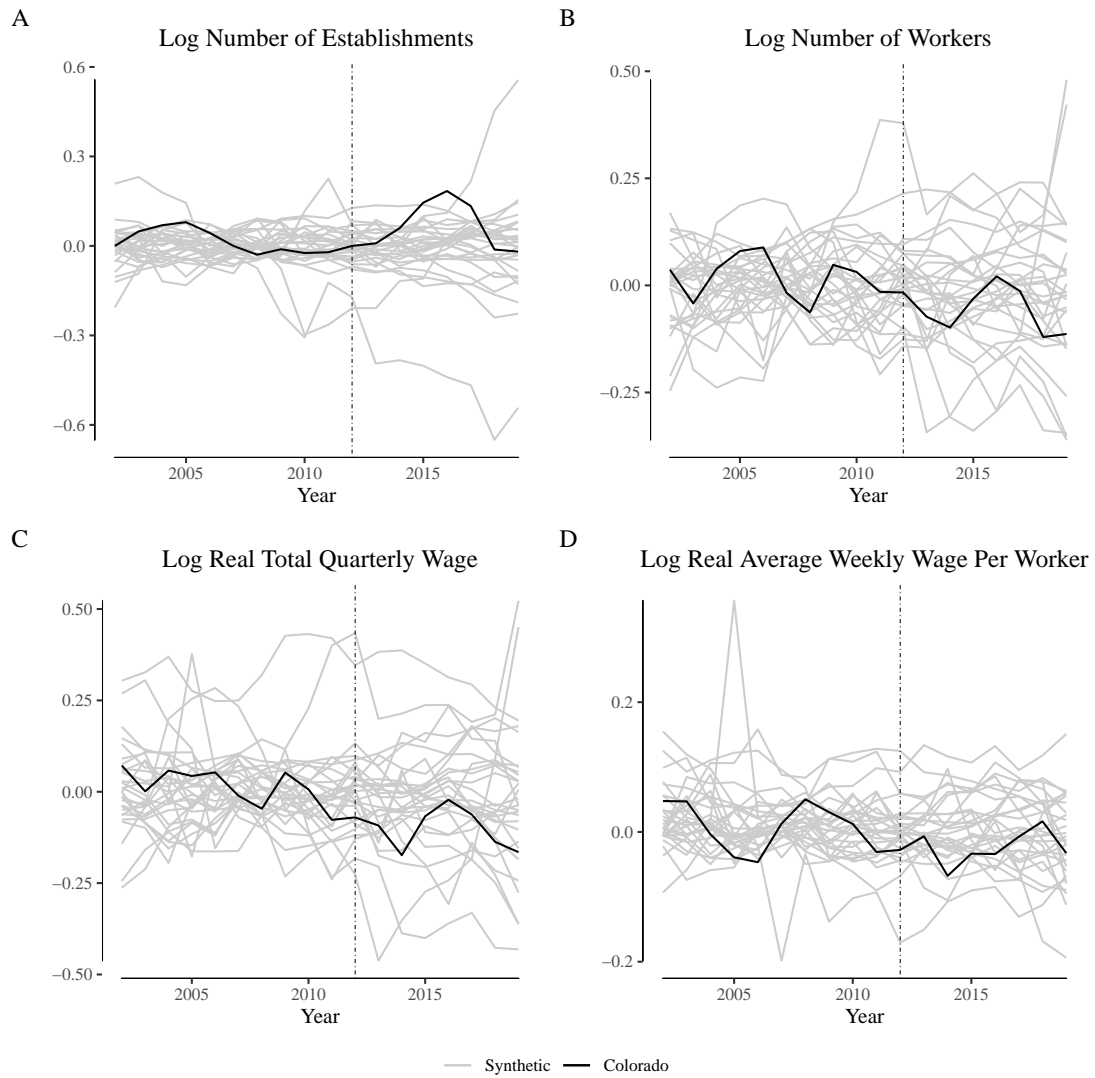 A
Log Number of Establishments
0.6
0.3
0.0
−0.3
−0.6
2005 2010 2015
Year
B
Log Number of Workers
0.50
0.25
0.00
−0.25
2005 2010 2015
Year
C
Log Real Total Quarterly Wage
0.50
0.25
0.00
−0.25
−0.50
2005 2010 2015
Year
D
Log Real Average Weekly Wage Per Worker
0.2
0.0
−0.2
2005 2010 2015
Year
Synthetic Colorado